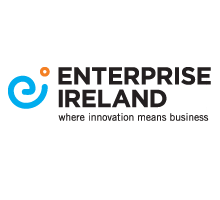 ENTERPRISE
IRELAND
where innovation means business